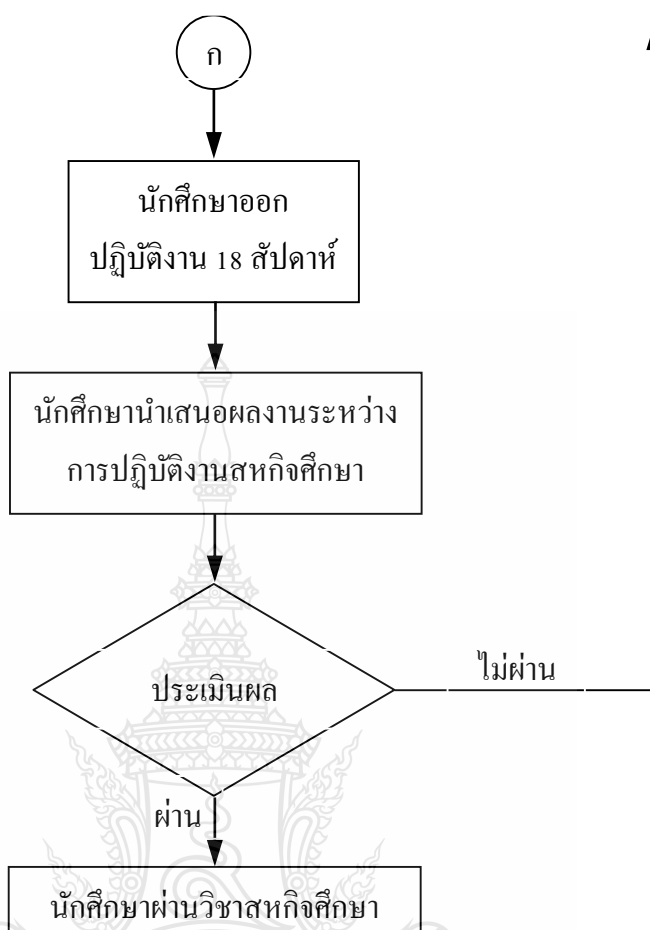 ก
นักศึกษาออก
ปฏิบัติงาน 18 สัปดาห์
นักศึกษานำเสนอผลงานระหว่าง
การปฏิบัติงานสหกิจศึกษา
ประเมินผล
ไม่ผ่าน
ผ่าน
นักศึกษาผ่านวิชาสหกิจศึกษา